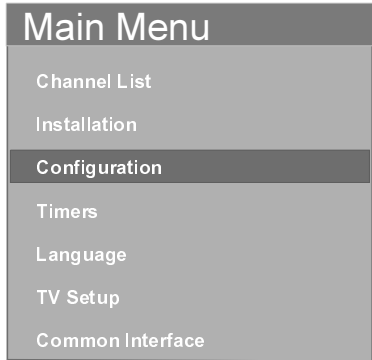 Main Menu
Channel List
Installation
Configuration
Timers
Language
TV Setup
Common Interface